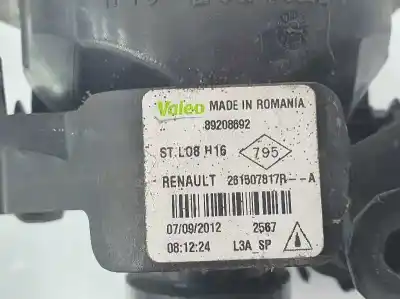 Valeo MADE IN ROMANIA
89208692
ST.L08 H16 795
RENAULT 261507817R--A
07/09/2012 2567
08:12:24 L3A SP